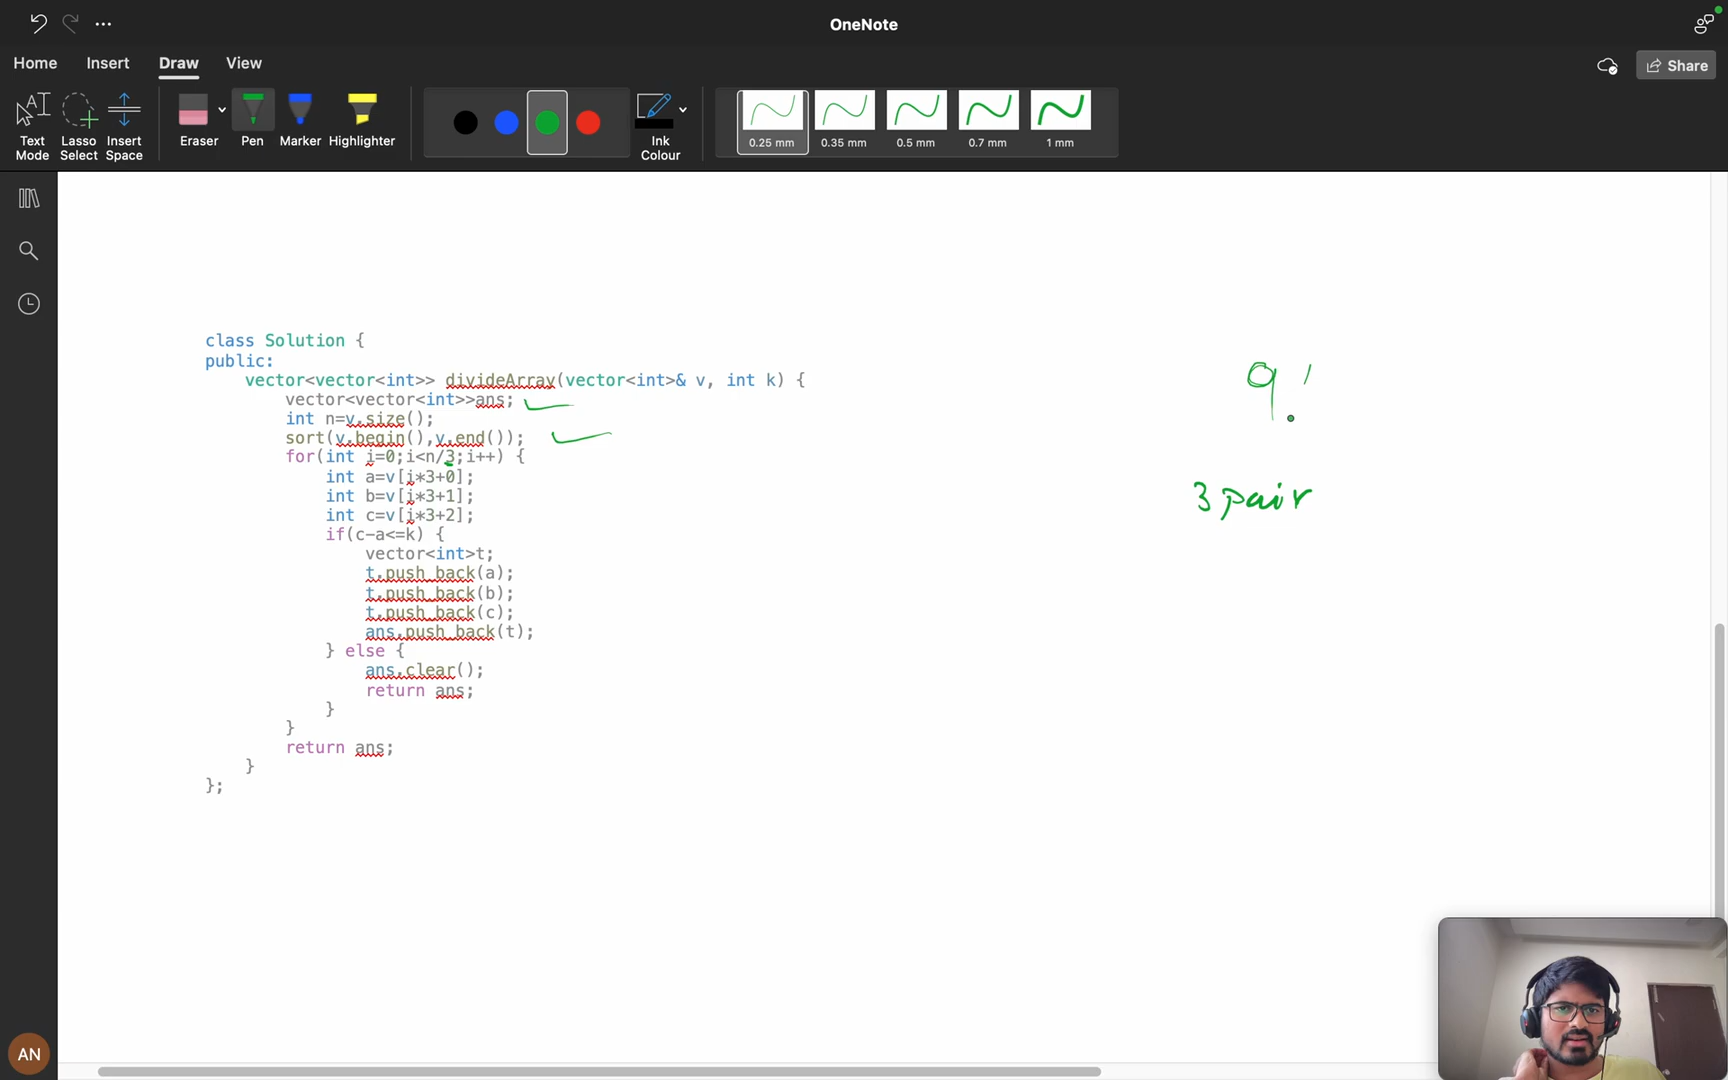 OneNote
Home Insert Draw View
Share
Text Mode
Lasso Select
Insert Space
Eraser
Pen
Marker
Highlighter
Ink Colour
0.25 mm
0.35 mm
0.5 mm
0.7 mm
1 mm
class Solution {
public:
    vector<vector<int>> divideArray(vector<int>& v, int k) {
        vector<vector<int>>ans;
        int n=v.size();
        sort(v.begin(),v.end());
        for(int i=0;i<n/3;i++) {
            int a=v[i*3+0];
            int b=v[i*3+1];
            int c=v[i*3+2];
            if(c-a<=k) {
                vector<int>t;
                t.push_back(a);
                t.push_back(b);
                t.push_back(c);
                ans.push_back(t);
            } else {
                ans.clear();
                return ans;
            }
        }
        return ans;
    }
};
9
3 pair
AN